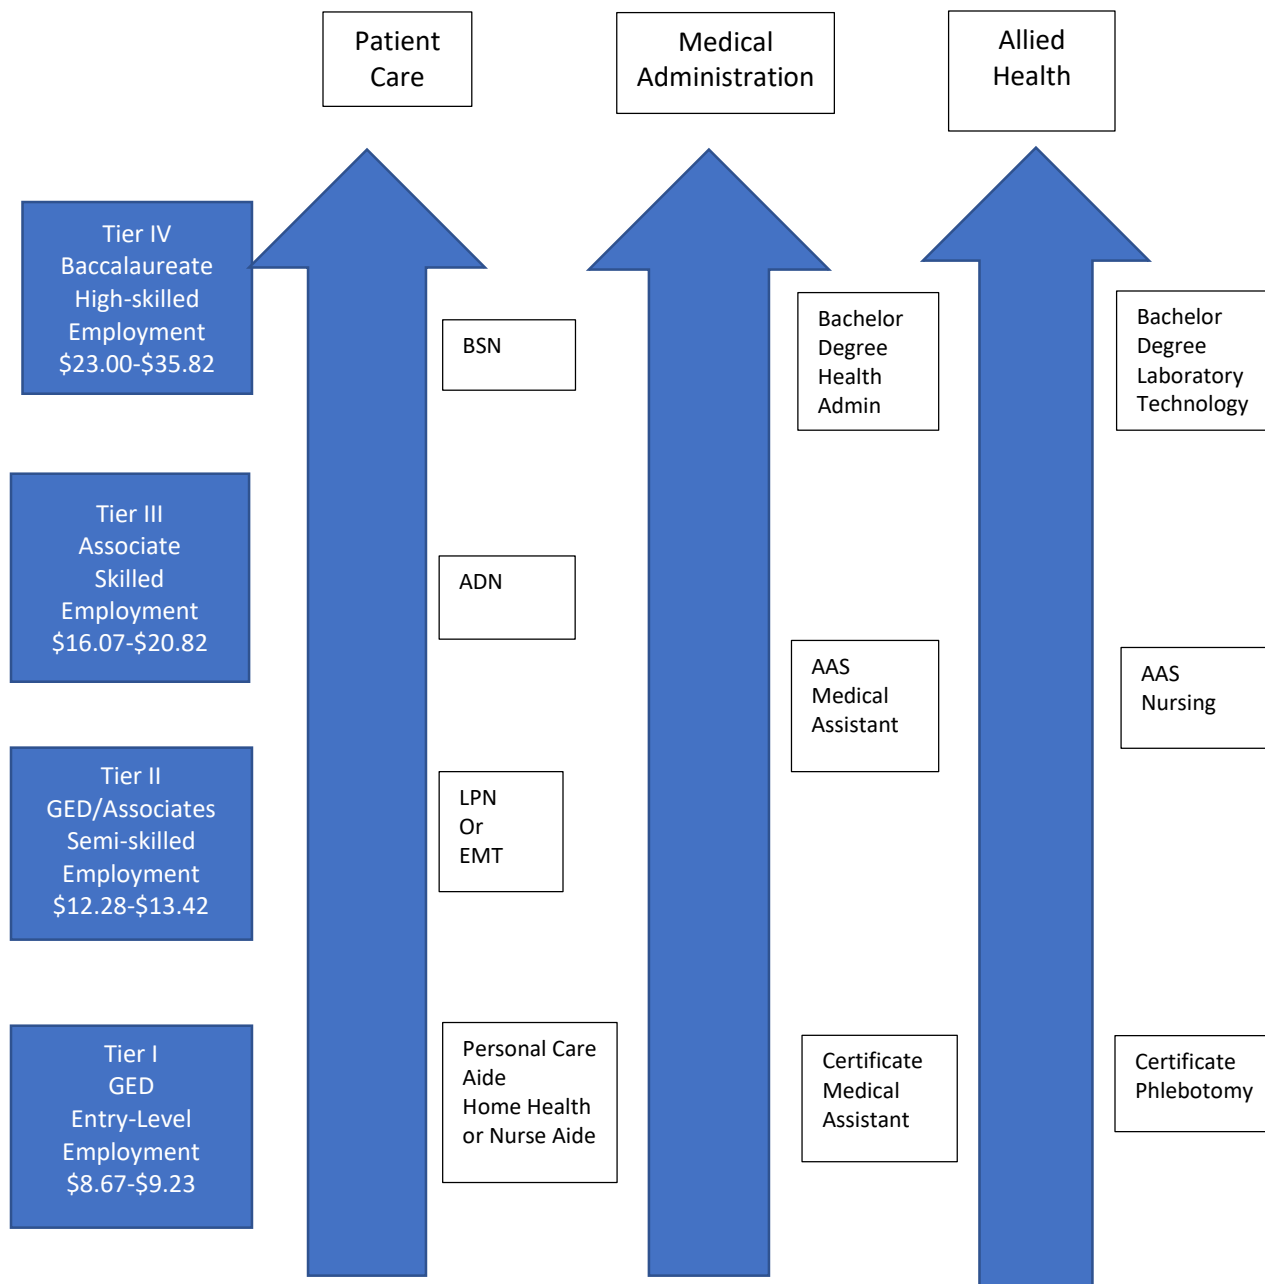 Patient
Care
Medical
Administration
Allied
Health
Tier IV
Baccalaureate
High-skilled
Employment
$23.00-$35.82
BSN
Bachelor
Degree
Health
Admin
Bachelor
Degree
Laboratory
Technology
Tier III
Associate
Skilled
Employment
$16.07-$20.82
ADN
AAS
Medical
Assistant
AAS
Nursing
Tier II
GED/Associates
Semi-skilled
Employment
$12.28-$13.42
LPN
Or
EMT
Tier I
GED
Entry-Level
Employment
$8.67-$9.23
Personal Care
Aide
Home Health
or Nurse Aide
Certificate
Medical
Assistant
Certificate
Phlebotomy